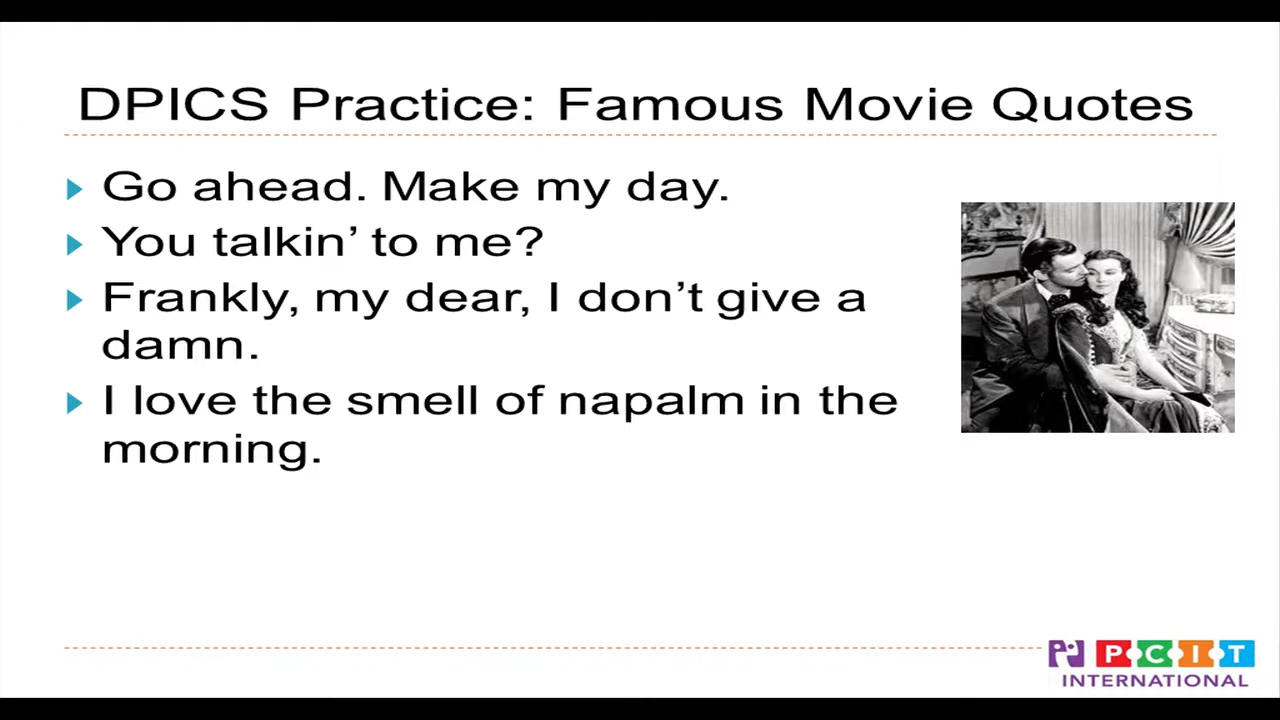 DPICS Practice: Famous Movie Quotes
Go ahead. Make my day.
You talkin’ to me?
Frankly, my dear, I don’t give a
damn.
I love the smell of napalm in the
morning.
PCIT
INTERNATIONAL